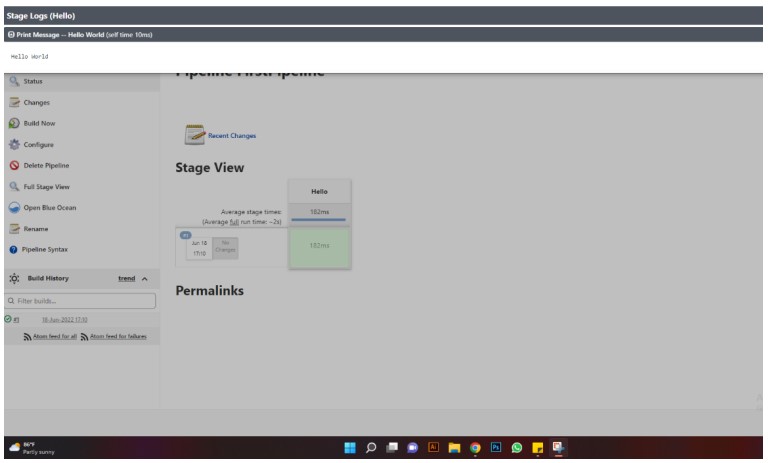 Stage Logs (Hello)
Print Message -- Hello World (self time 10ms)
Hello World
Pipeline FirstPipeline
Status
Changes
Build Now
Configure
Delete Pipeline
Full Stage View
Open Blue Ocean
Rename
Pipeline Syntax
Build History trend
Filter builds...
#1 18-Jun-2022 17:10
Atom feed for all Atom feed for failures
Recent Changes
Stage View
Hello
Average stage times: 182ms
(Average full run time: ~2s)
#1
Jun 18 No
17:10 Changes
182ms
Permalinks
86°F
Partly sunny
Ai
Ps